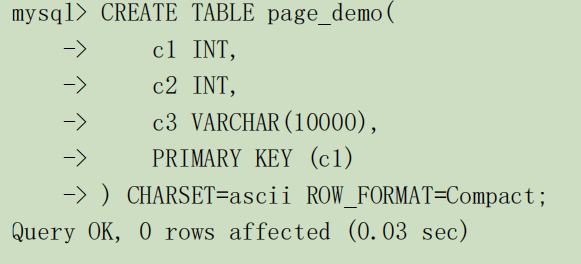 mysql> CREATE TABLE page_demo(
    ->     c1 INT,
    ->     c2 INT,
    ->     c3 VARCHAR(10000),
    ->     PRIMARY KEY (c1)
    -> ) CHARSET=ascii ROW_FORMAT=Compact;
Query OK, 0 rows affected (0.03 sec)